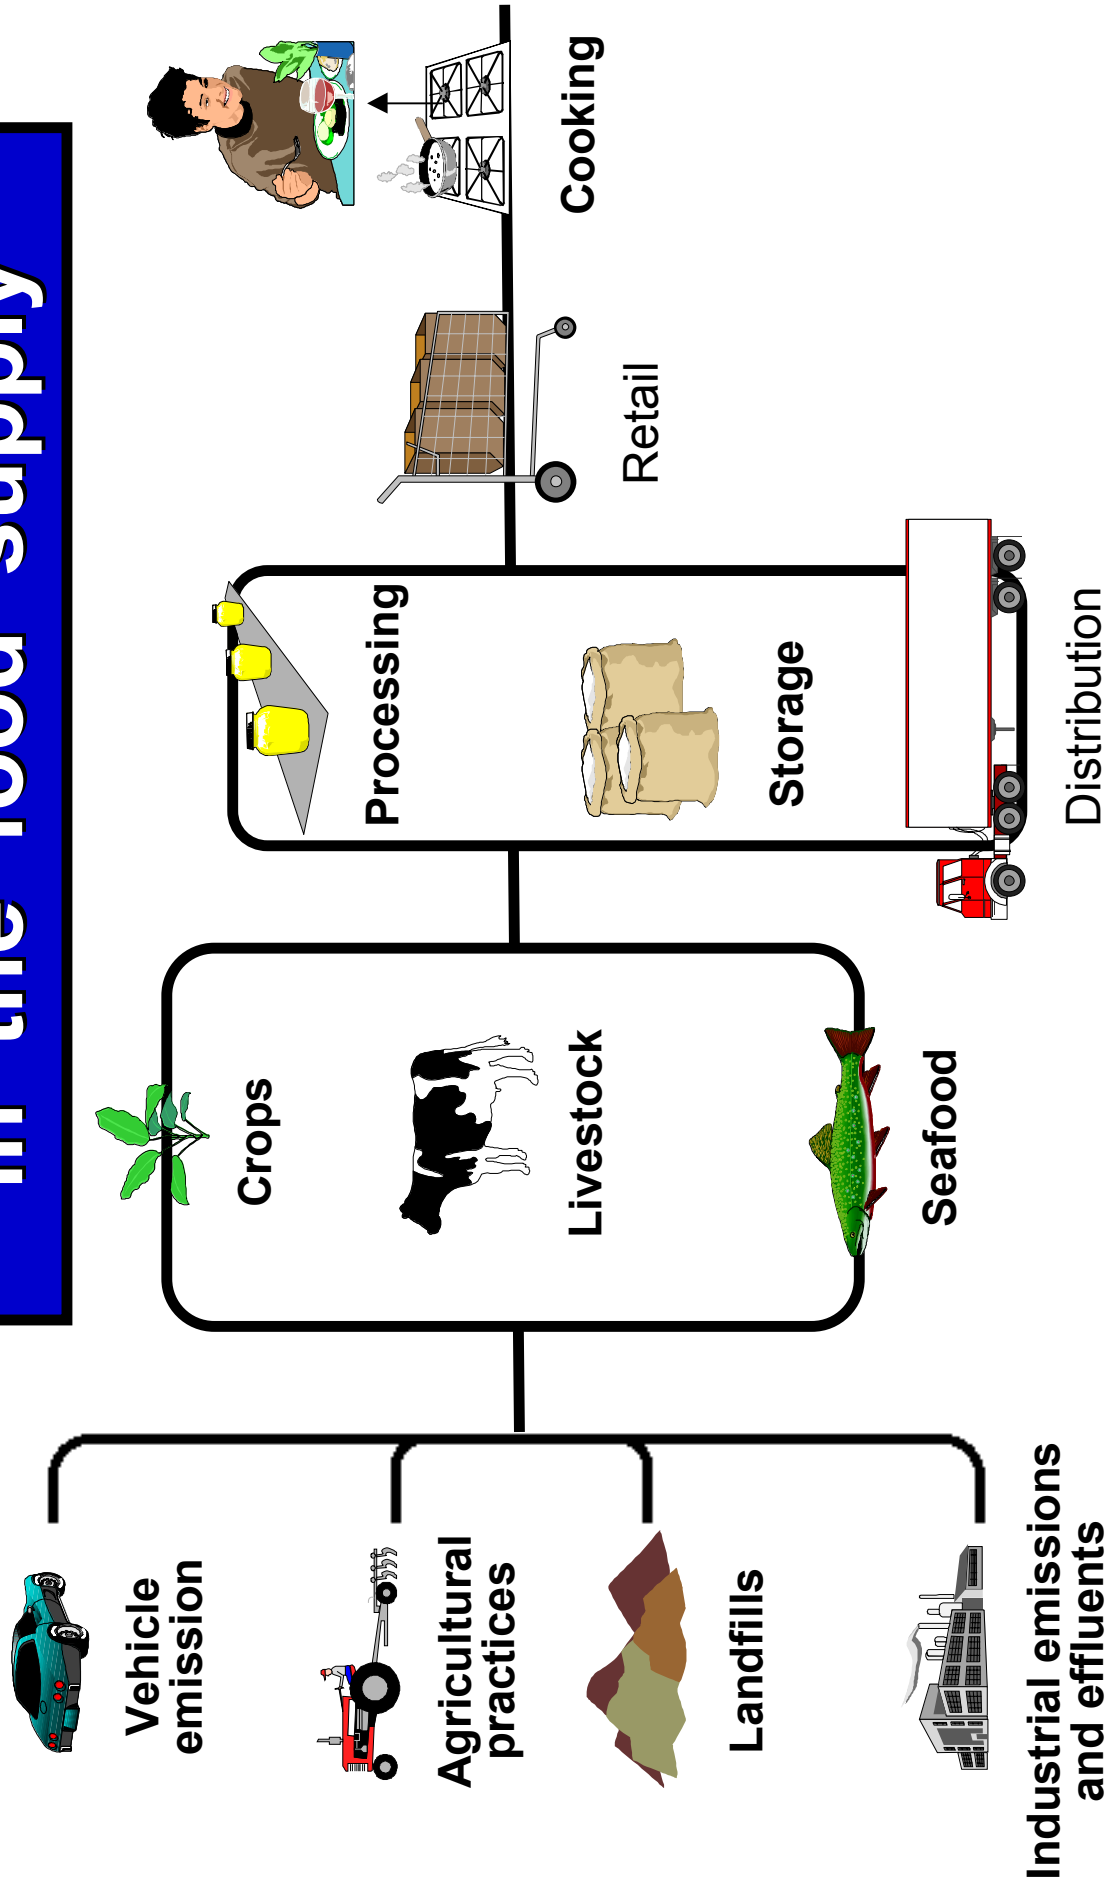 in the food supply
Vehicle
emission
Agricultural
practices
Landfills
Industrial emissions
and effluents
Crops
Livestock
Seafood
Processing
Storage
Distribution
Retail
Cooking